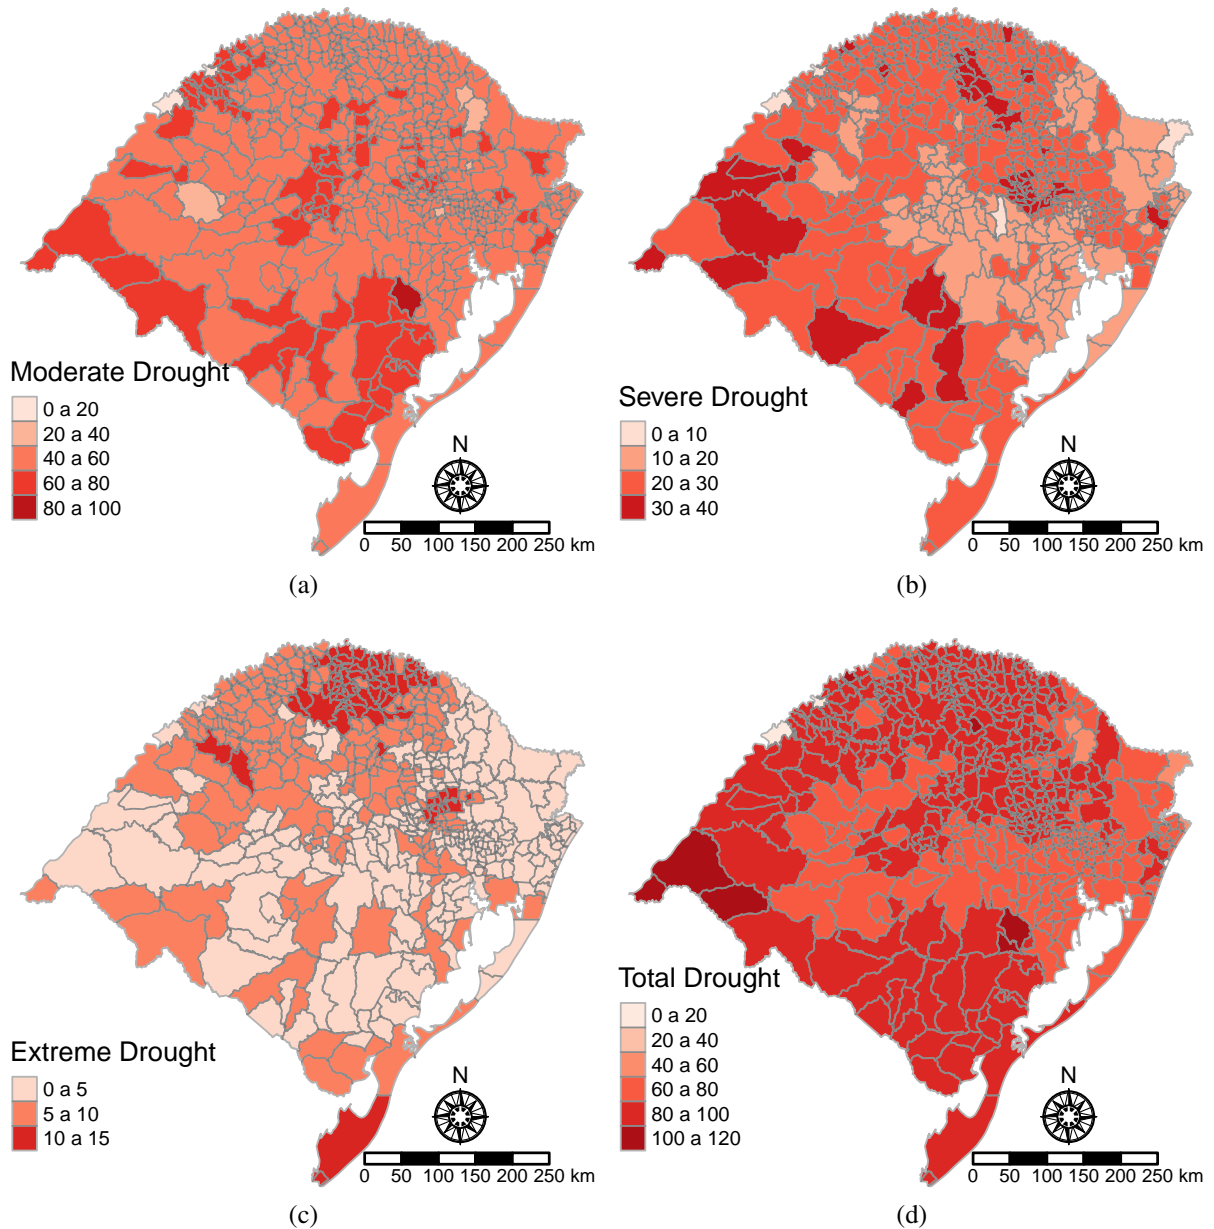 Moderate Drought
0 a 20
20 a 40
40 a 60
60 a 80
80 a 100
N
0 50 100 150 200 250 km
(a)
Severe Drought
0 a 10
10 a 20
20 a 30
30 a 40
N
0 50 100 150 200 250 km
(b)
Extreme Drought
0 a 5
5 a 10
10 a 15
N
0 50 100 150 200 250 km
(c)
Total Drought
0 a 20
20 a 40
40 a 60
60 a 80
80 a 100
100 a 120
N
0 50 100 150 200 250 km
(d)